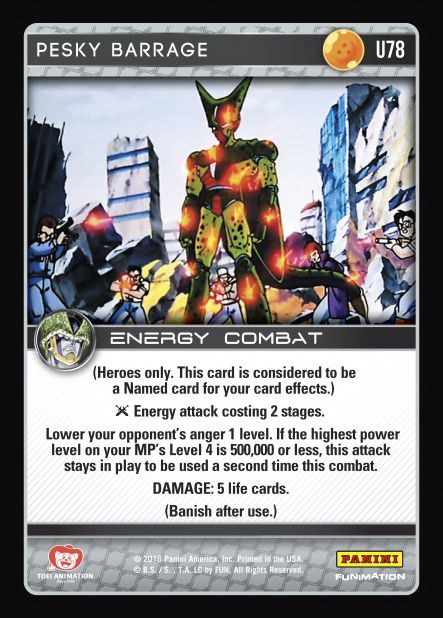 PESKY BARRAGE
U78
ENERGY COMBAT
(Heroes only. This card is considered to be
a Named card for your card effects.)
Energy attack costing 2 stages.
Lower your opponent's anger 1 level. If the highest power
level on your MP's Level 4 is 500,000 or less, this attack
stays in play to be used a second time this combat.
DAMAGE: 5 life cards.
(Banish after use.)
TOEI ANIMATION
© 2016 Panini America, Inc. Printed in the USA.
© B.S./ S. , T.A. LC by FUN. All Rights Reserved.
PANINI
FUNIMATION